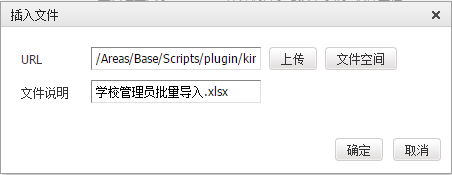 插入文件
URL /Areas/Base/Scripts/plugin/kin 上传 文件空间
文件说明 学校管理员批量导入.xlsx
确定 取消